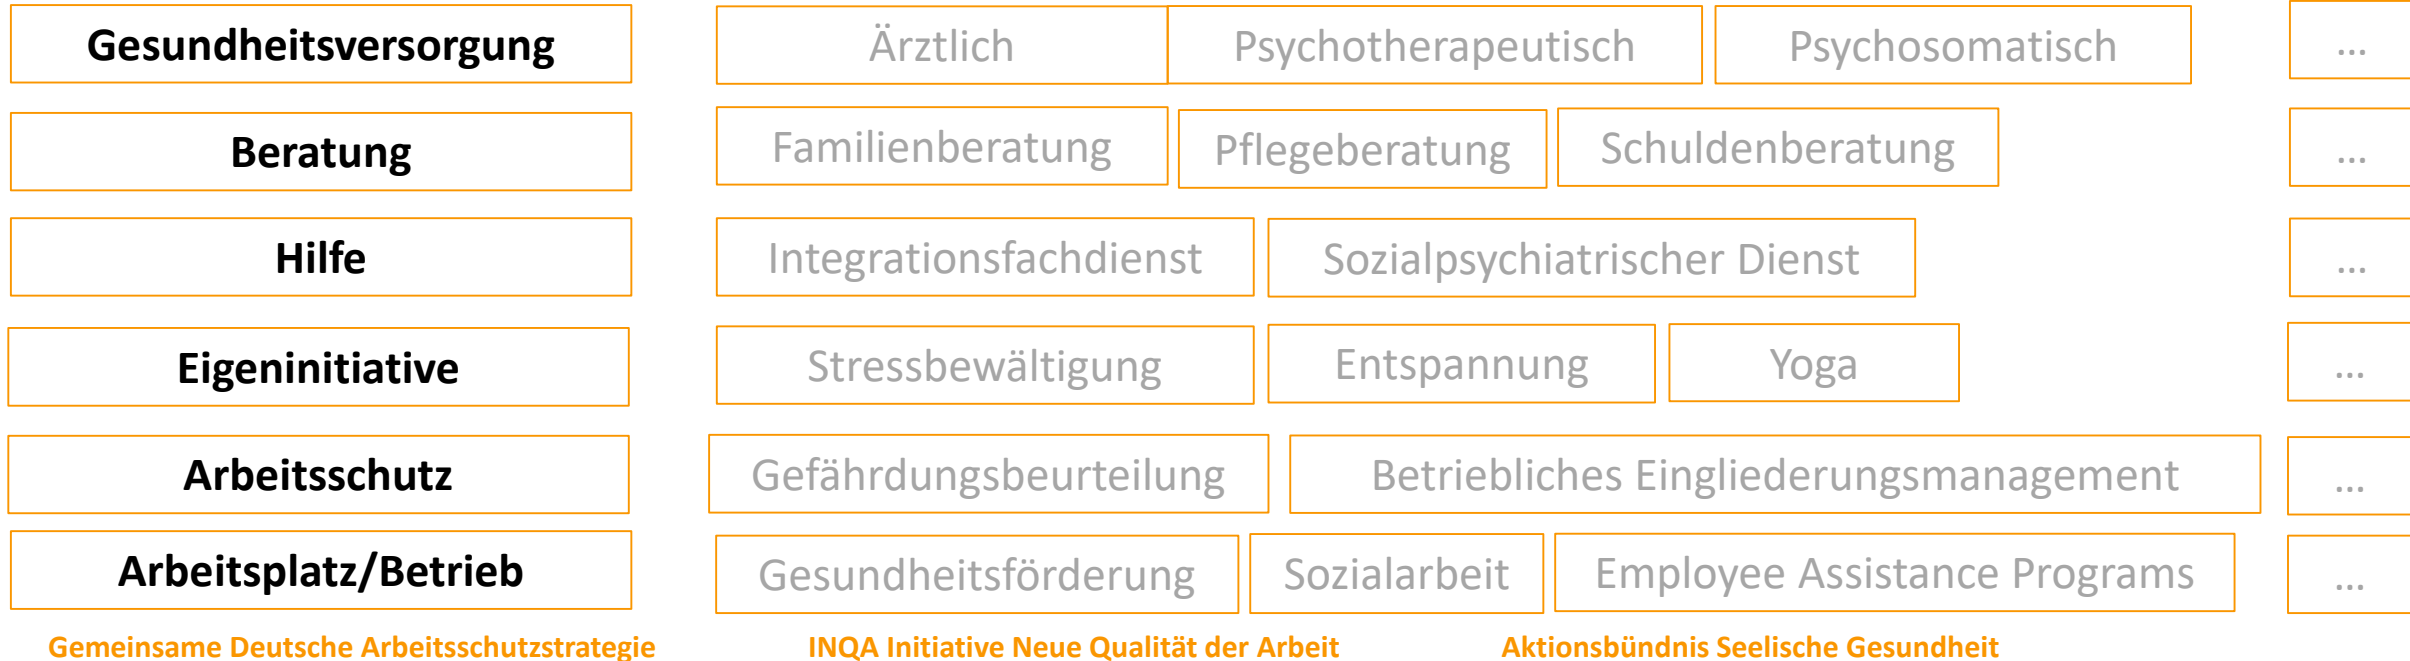 Gesundheitsversorgung Ärztlich Psychotherapeutisch Psychosomatisch ...
Beratung Familienberatung Pflegeberatung Schuldenberatung ...
Hilfe Integrationsfachdienst Sozialpsychiatrischer Dienst ...
Eigeninitiative Stressbewältigung Entspannung Yoga ...
Arbeitsschutz Gefährdungsbeurteilung Betriebliches Eingliederungsmanagement ...
Arbeitsplatz/Betrieb Gesundheitsförderung Sozialarbeit Employee Assistance Programs ...
Gemeinsame Deutsche Arbeitsschutzstrategie INQA Initiative Neue Qualität der Arbeit Aktionsbündnis Seelische Gesundheit